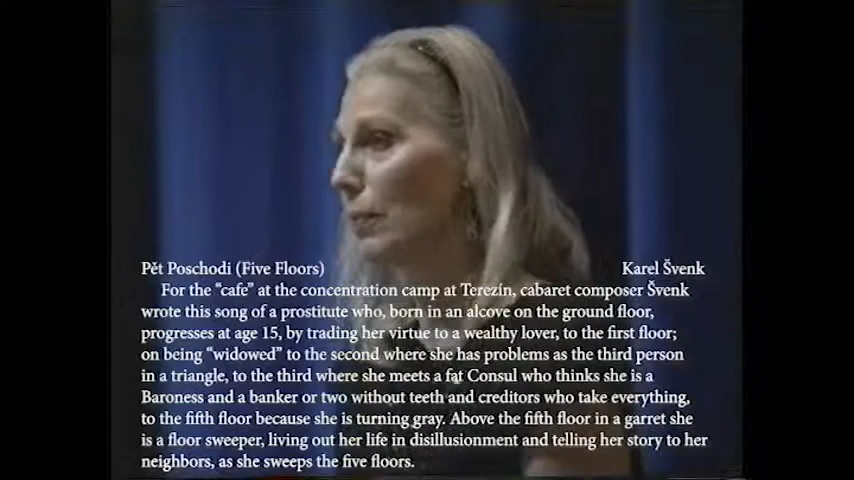 Pět Poschodi (Five Floors) Karel Švenk
For the “cafe” at the concentration camp at Terezín, cabaret composer Švenk
wrote this song of a prostitute who, born in an alcove on the ground floor,
progresses at age 15, by trading her virtue to a wealthy lover, to the first floor;
on being “widowed” to the second where she has problems as the third person
in a triangle, to the third where she meets a fat Consul who thinks she is a
Baroness and a banker or two without teeth and creditors who take everything,
to the fifth floor because she is turning gray. Above the fifth floor in a garret she
is a floor sweeper, living out her life in disillusionment and telling her story to her
neighbors, as she sweeps the five floors.